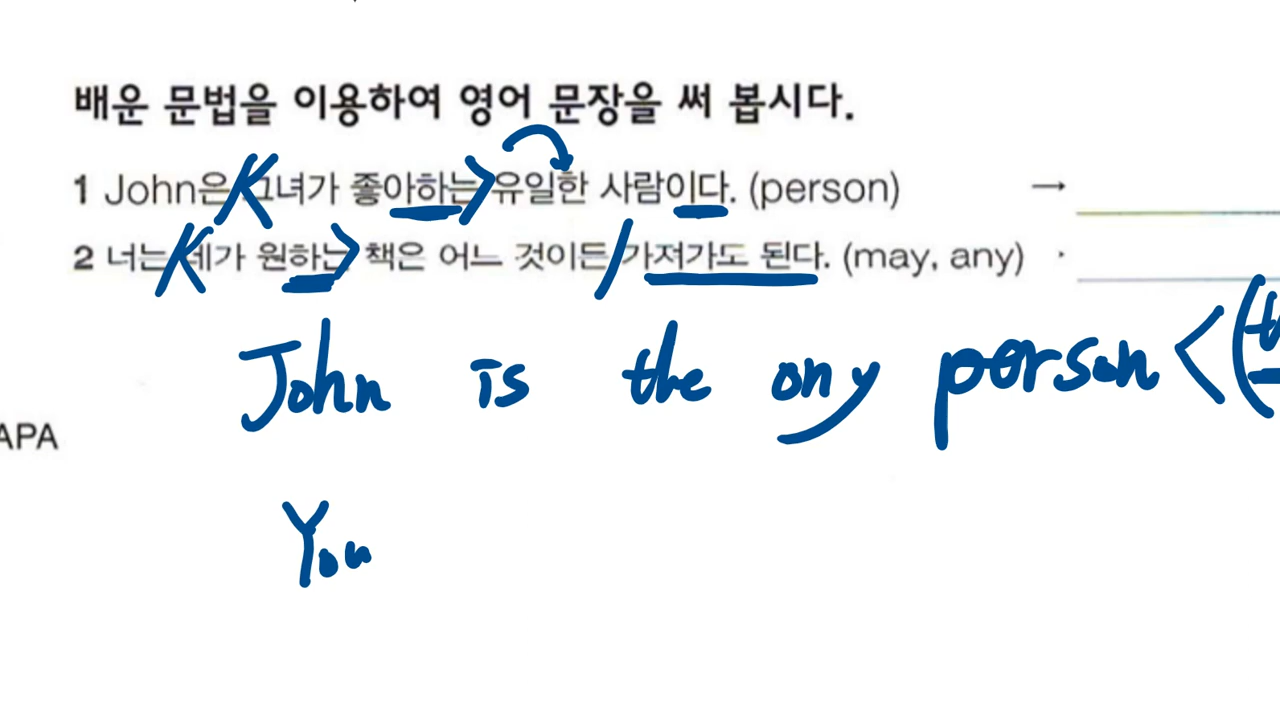 배운 문법을 이용하여 영어 문장을 써 봅시다.
1 John은 그녀가 좋아하는 유일한 사람이다. (person) →
2 너는 네가 원하는 책은 어느 것이든 가져가도 된다. (may, any)
John is the ony person < (th
APA
You